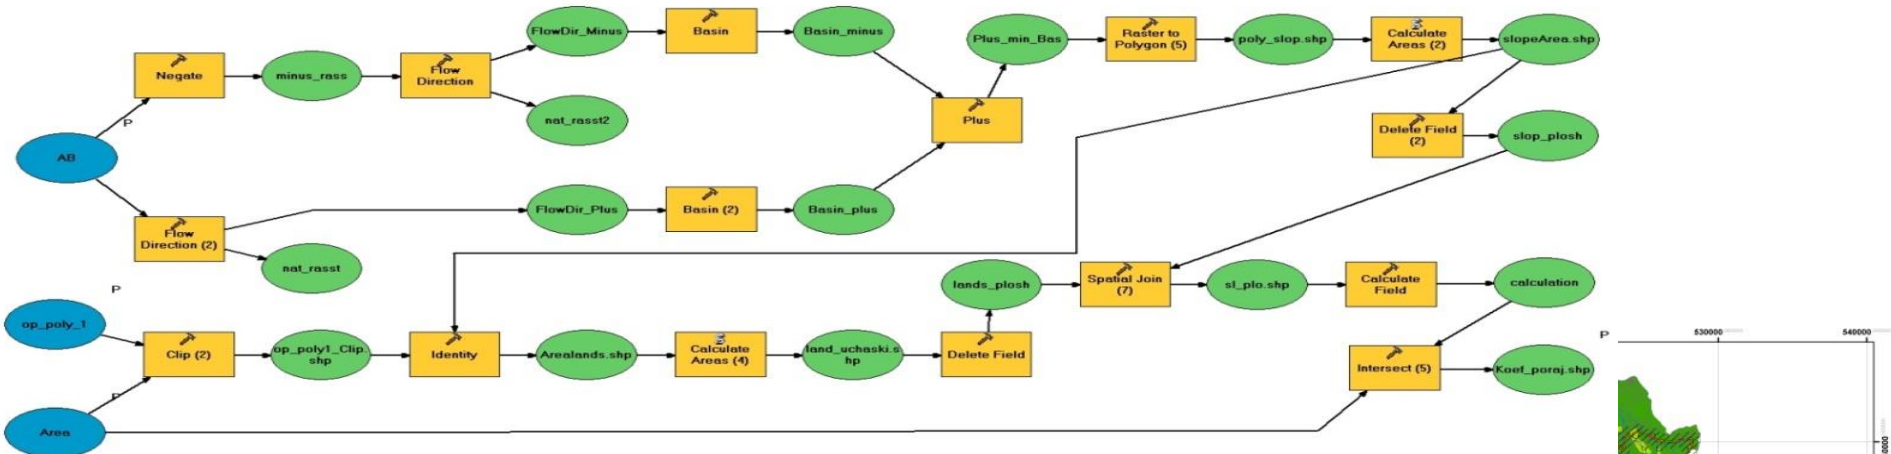 FlowDir_Minus
Basin
Basin_minus
Plus_min_Bas
Raster to
Polygon (5)
poly_slop.shp
Calculate
Areas (2)
slopeArea.shp
Negate
minus_rass
Flow
Direction
nat_rasst2
Plus
P
Delete Field
(2)
slop_plosh
AB
FlowDir_Plus
Basin (2)
Basin_plus
Flow
Direction (2)
nat_rasst
P
lands_plosh
Spatial Join
(7)
sl_plo.shp
Calculate
Field
calculation
op_poly_1
Clip (2)
op_poly1_Clip.
shp
Identity
Arealands.shp
Calculate
Areas (4)
land_uchaski.s
hp
Delete Field
P
Intersect (5)
Koef_poraj.shp
P
Area
530000
540000